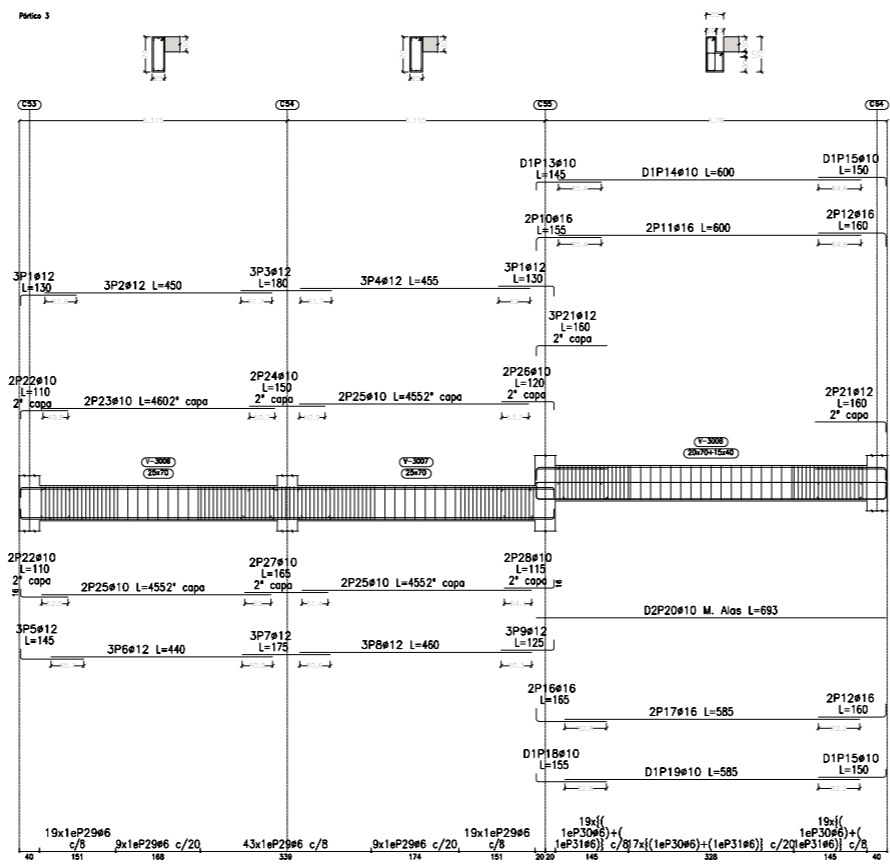 Pórtico 3
C53
C54
C55
C64
D1P13ø10
L=145
D1P14ø10 L=600
D1P15ø10
L=150
2P10ø16
L=155
2P11ø16 L=600
2P12ø16
L=160
3P1ø12
L=130
3P2ø12 L=450
3P3ø12
L=180
3P4ø12 L=455
3P1ø12
L=130
3P21ø12
L=160
2ª capa
2P22ø10
L=110
2ª capa
2P23ø10 L=4602ª capa
2P24ø10
L=150
2ª capa
2P25ø10 L=4552ª capa
2P26ø10
L=120
2ª capa
2P21ø12
L=160
2ª capa
V-3006
25x70
V-3007
25x70
V-3008
20x70+15x40
2P22ø10
L=110
2ª capa
16
2P25ø10 L=4552ª capa
2P27ø10
L=165
2ª capa
2P25ø10 L=4552ª capa
2P28ø10
L=115
2ª capa
16
D2P20ø10 M. Alas L=693
3P5ø12
L=145
3P6ø12 L=440
3P7ø12
L=175
3P8ø12 L=460
3P9ø12
L=125
2P16ø16
L=165
2P17ø16 L=585
2P12ø16
L=160
D1P18ø10
L=155
D1P19ø10 L=585
D1P15ø10
L=150
19x1eP29ø6
c/8
9x1eP29ø6 c/20
43x1eP29ø6 c/8
9x1eP29ø6 c/20
19x1eP29ø6
c/8
19x{(
1eP30ø6)+(
1eP31ø6)} c/8
17x{(1eP30ø6)+(1eP31ø6)} c/20
19x{(
1eP30ø6)+(
1eP31ø6)} c/8
40 151 168 339 174 151 20 20 145 328 145 40